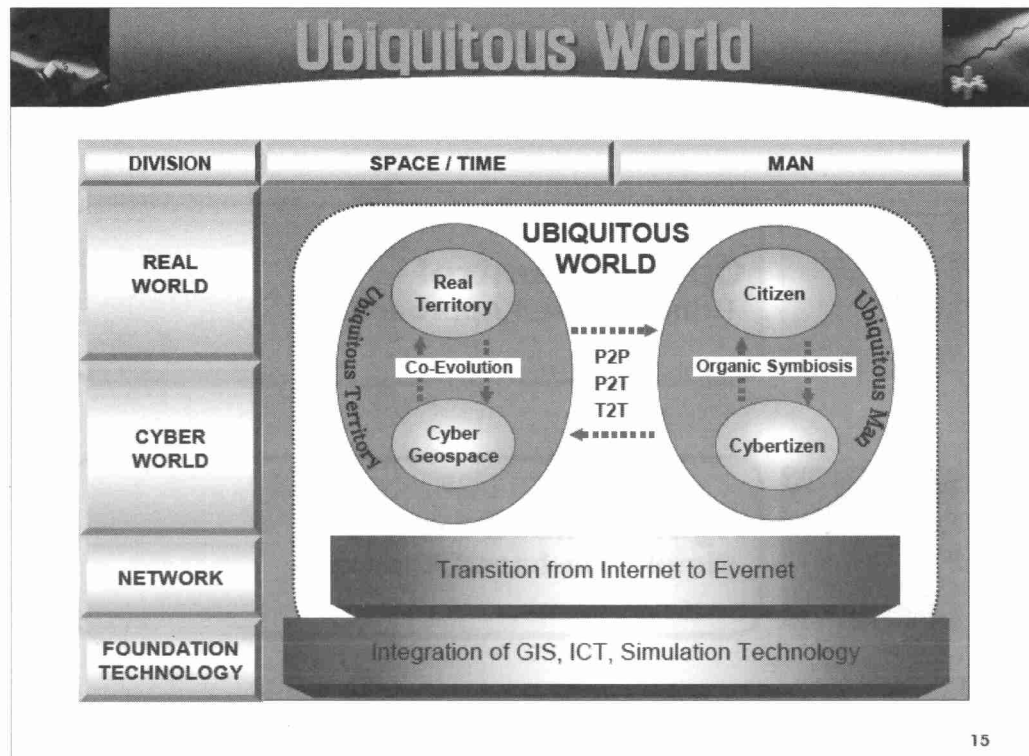 Ubiquitous World
DIVISION
SPACE / TIME
MAN
REAL
WORLD
CYBER
WORLD
NETWORK
FOUNDATION
TECHNOLOGY
UBIQUITOUS
WORLD
Ubiquitous Territory
Real
Territory
Co-Evolution
Cyber
Geospace
P2P
P2T
T2T
Citizen
Organic Symbiosis
Cybertizen
Ubiquitous Man
Transition from Internet to Evernet
Integration of GIS, ICT, Simulation Technology
15